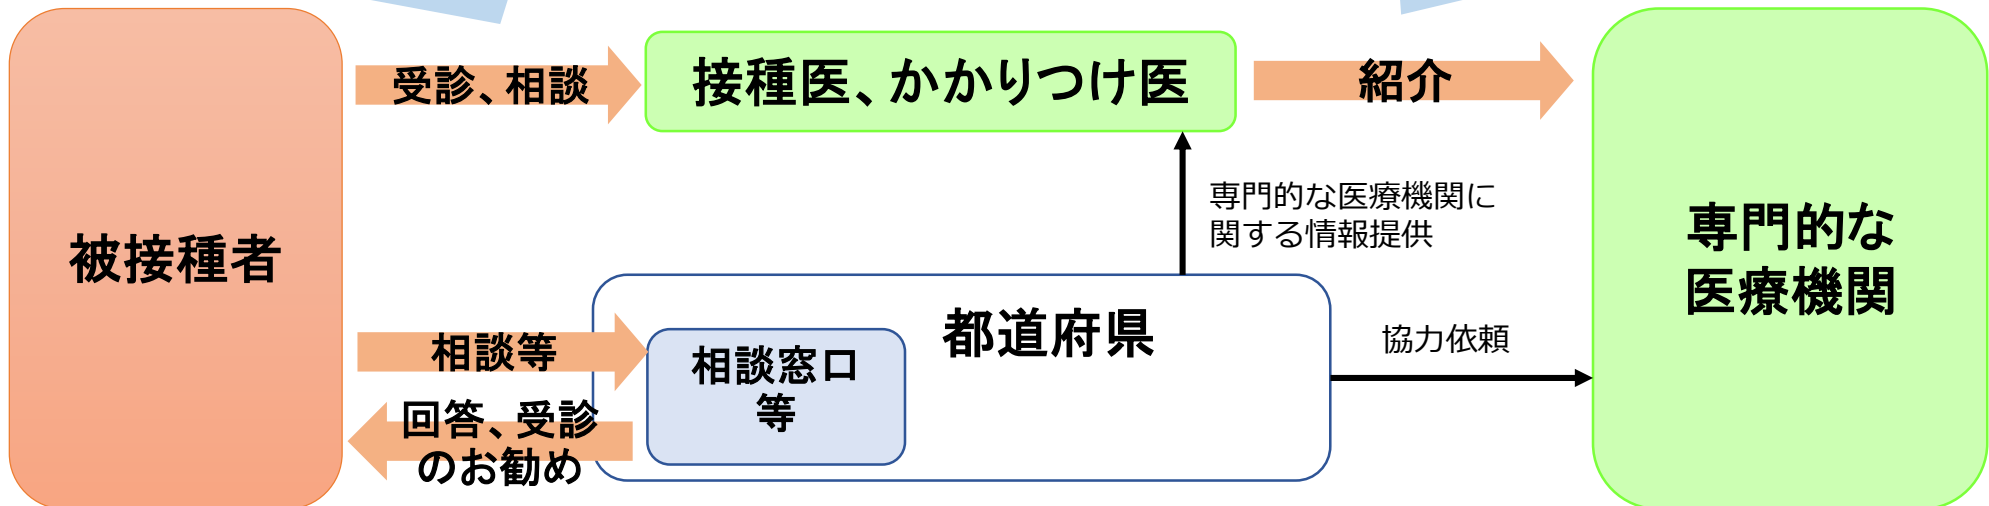 受診、相談
接種医、かかりつけ医
紹介
専門的な医療機関に
関する情報提供
被接種者
専門的な
医療機関
都道府県
相談等
相談窓口
等
協力依頼
回答、受診
のお勧め